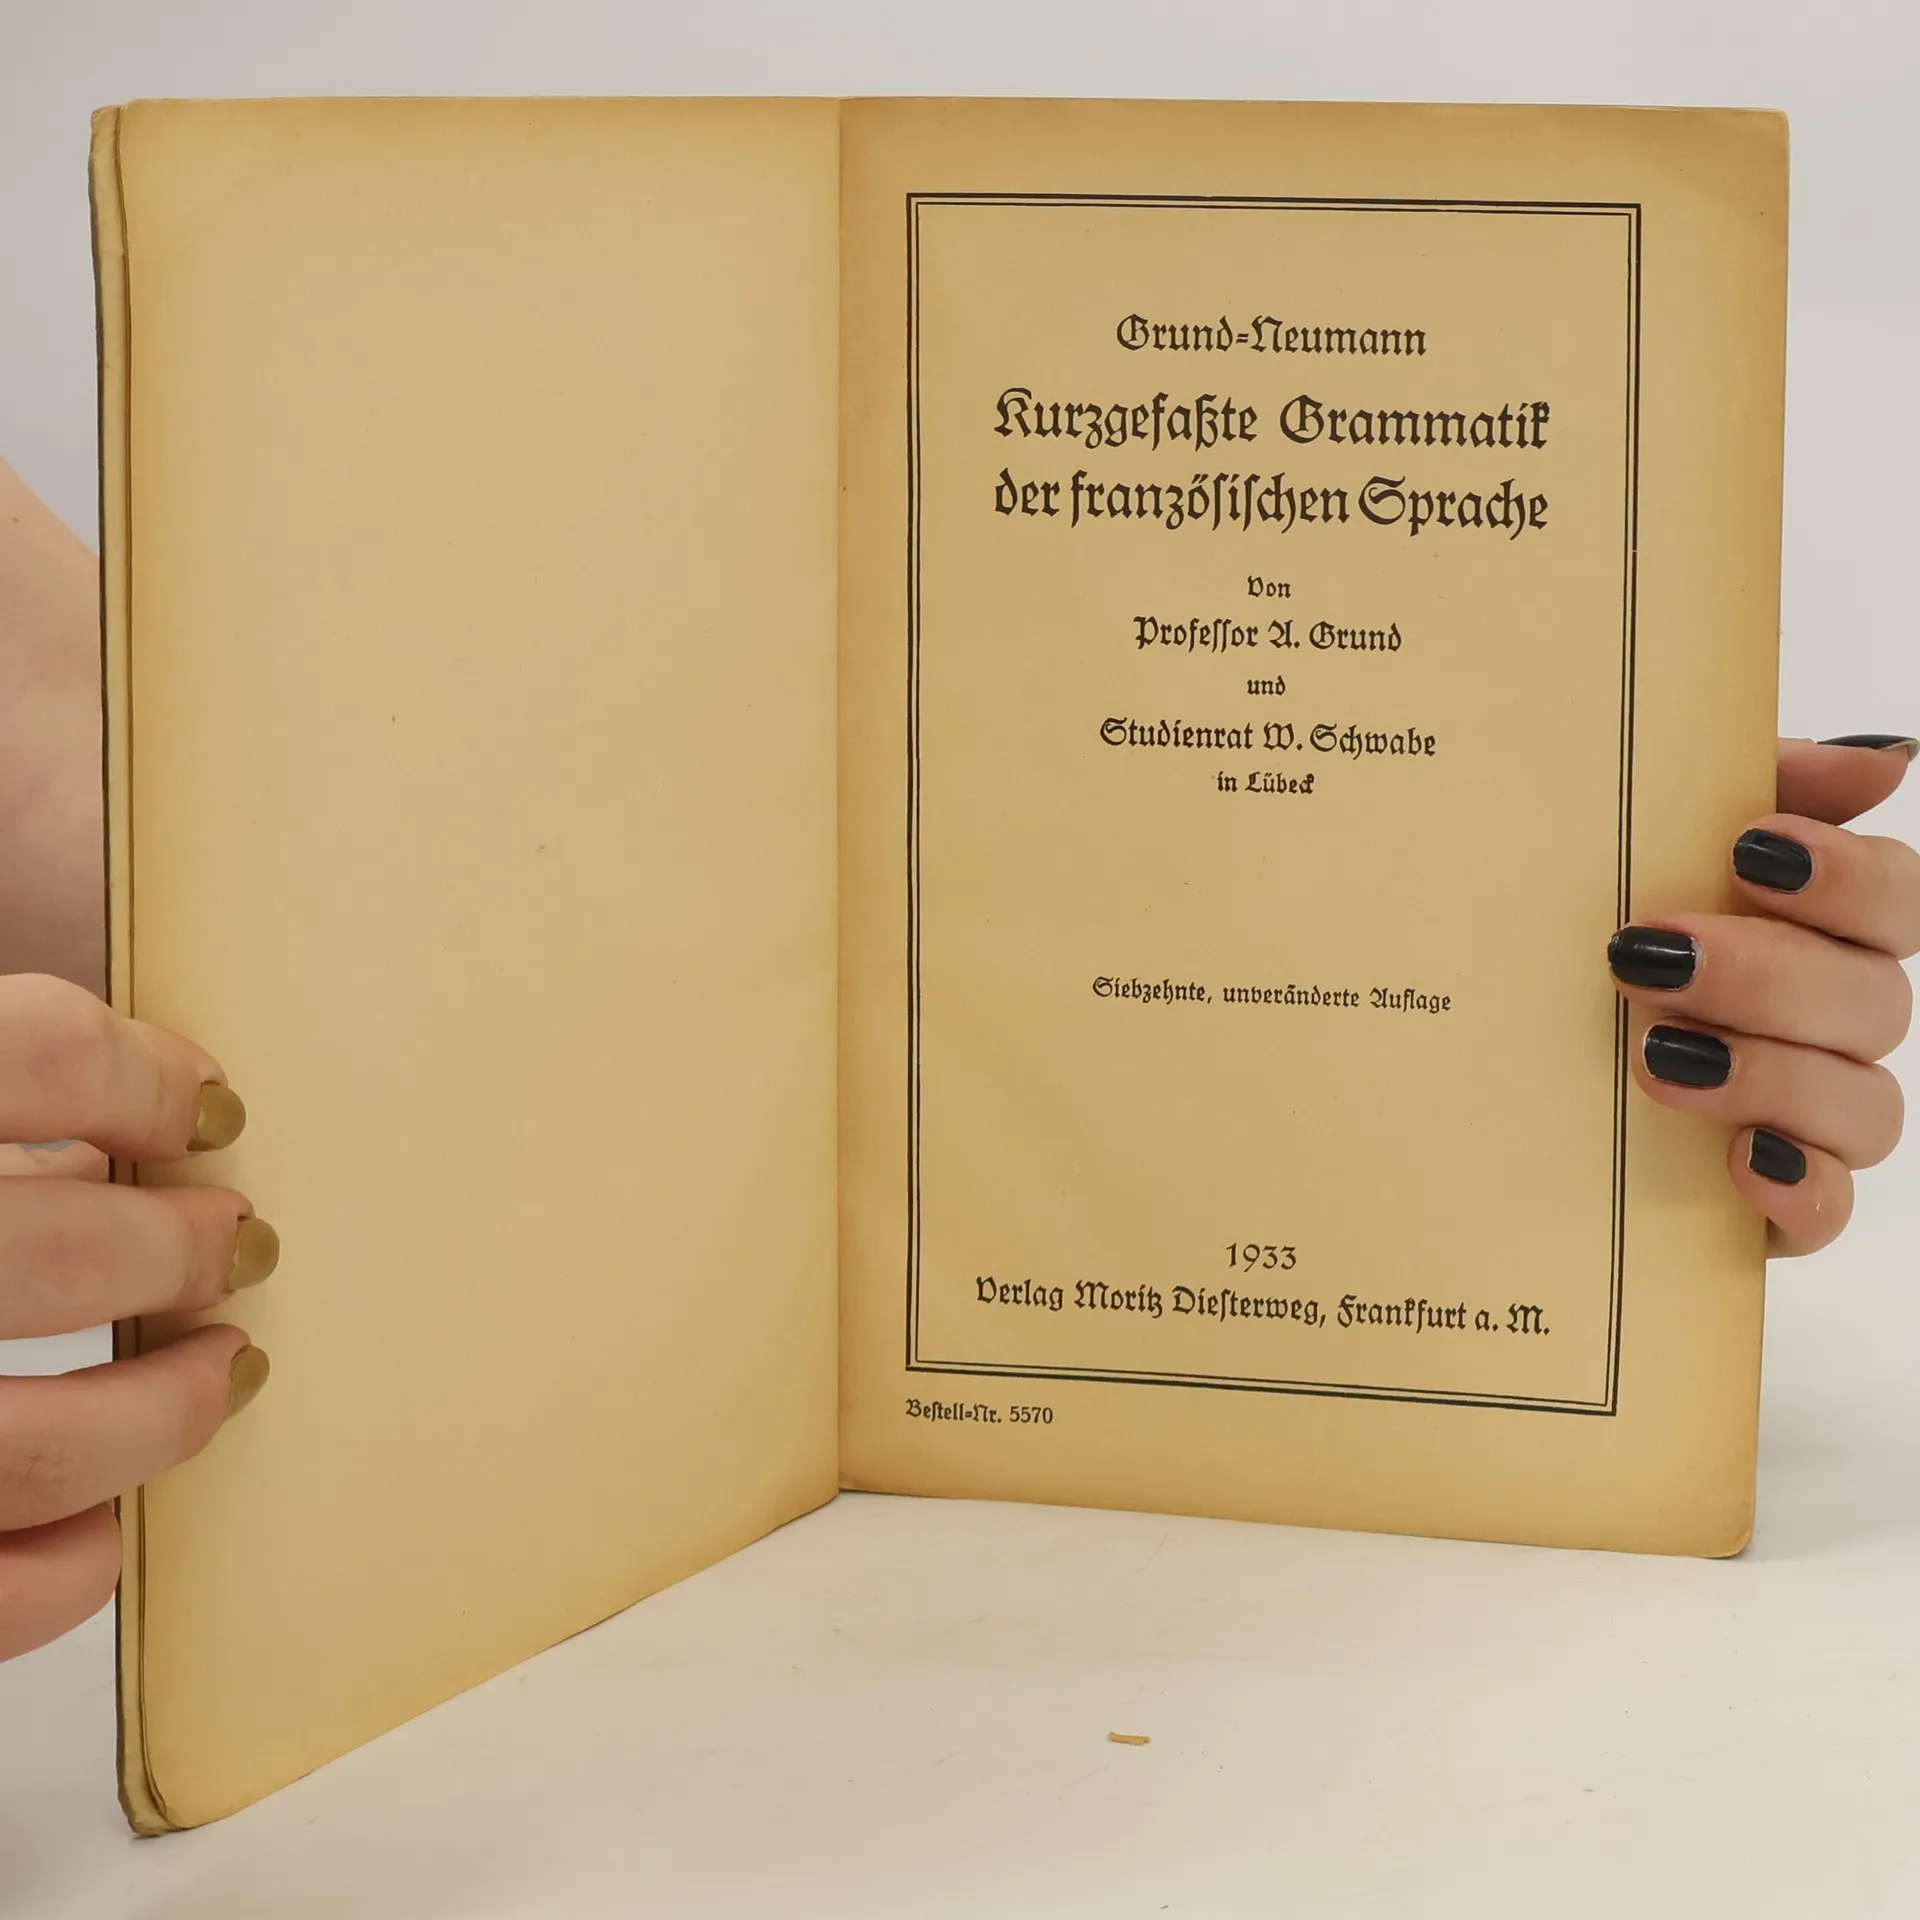 Grund=Neumann
Kurzgefaßte Grammatik
der franzöſiſchen Sprache
Von
Profeſſor A. Grund
und
Studienrat W. Schwabe
in Lübeck
Siebzehnte, unveränderte Auflage
1933
Verlag Moritz Dieſterweg, Frankfurt a. M.
Beſtell=Nr. 5570